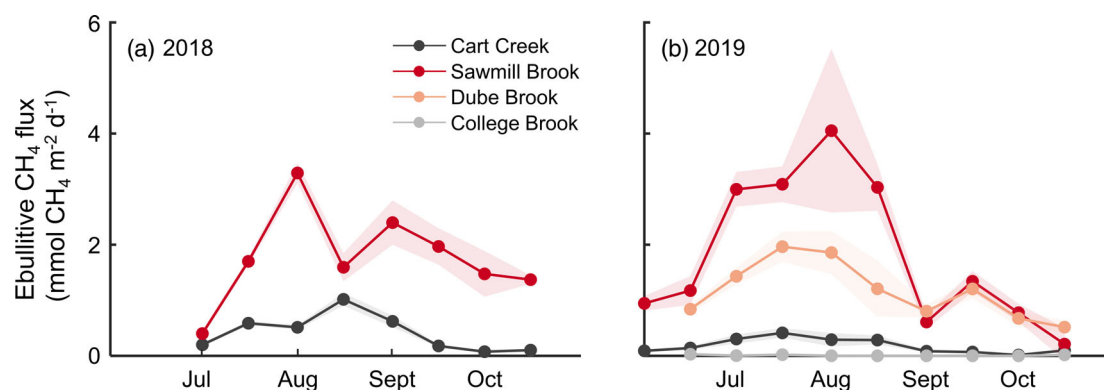 Ebullitive CH₄ flux
(mmol CH₄ m⁻² d⁻¹)
6
4
2
0
(a) 2018
Cart Creek
Sawmill Brook
Dube Brook
College Brook
Jul Aug Sept Oct
(b) 2019
Jul Aug Sept Oct